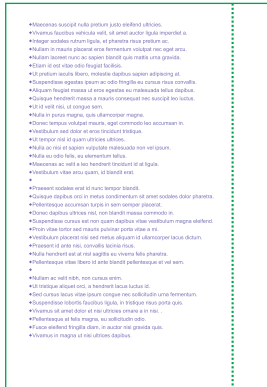 •Maecenas suscipit nulla pretium justo eleifend ultrices.
•Vivamus faucibus vehicula velit, sit amet auctor ligula imperdiet a.
•Integer sodales rutrum ligula, et pharetra risus pretium ac.
•Nullam in mauris placerat eros fermentum volutpat nec eget arcu.
•Nullam laoreet nunc ac sapien blandit quis mattis urna gravida.
•Etiam id est vitae odio feugiat facilisis.
•Ut pretium iaculis libero, molestie dapibus sapien adipiscing at.
•Suspendisse egestas ipsum ac odio fringilla eu cursus risus convallis.
•Aliquam feugiat massa ut eros egestas eu malesuada tellus dapibus.
•Quisque hendrerit massa a mauris consequat nec suscipit leo luctus.
•Ut id velit nisi, ut congue sem.
•Nulla in purus magna, quis ullamcorper magna.
•Donec tempus volutpat mauris, eget commodo leo accumsan in.
•Vestibulum sed dolor et eros tincidunt tristique.
•Ut tempor nisl id quam ultricies ultrices.
•Nulla ac nisi et sapien vulputate malesuada non vel ipsum.
•Nulla eu odio felis, eu elementum tellus.
•Maecenas ac velit a leo hendrerit tincidunt id at ligula.
•Vestibulum vitae arcu quam, id blandit erat.
•
•Praesent sodales erat id nunc tempor blandit.
•Quisque dapibus orci in metus condimentum sit amet sodales dolor pharetra.
•Pellentesque accumsan turpis in sem semper placerat.
•Donec dapibus ultrices nisl, non blandit massa commodo in.
•Suspendisse cursus est non quam dapibus vitae vestibulum magna eleifend.
•Proin vitae tortor sed mauris pulvinar porta vitae a mi.
•Vestibulum placerat nisi sed metus aliquam id ullamcorper lacus dictum.
•Praesent id ante nisi, convallis lacinia risus.
•Nulla hendrerit est at nisl sagittis eu viverra felis pharetra.
•Pellentesque vitae libero id ante blandit pellentesque et vel sem.
•
•Nullam ac velit nibh, non cursus enim.
•Ut tristique aliquet orci, a hendrerit lacus luctus id.
•Sed cursus lacus vitae ipsum congue nec sollicitudin urna fermentum.
•Suspendisse lobortis faucibus ligula, in tristique risus porta quis.
•Vivamus sit amet dolor et nisi ultricies ornare a in nisi.
•Pellentesque at felis magna, eu sollicitudin odio.
•Fusce eleifend fringilla diam, in auctor nisi gravida quis.
•Vivamus in magna ut nisi ultrices dapibus.